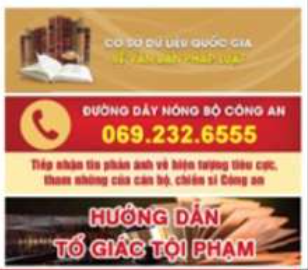 CƠ SỞ DỮ LIỆU QUỐC GIA
VỀ VĂN BẢN PHÁP LUẬT
ĐƯỜNG DÂY NÓNG BỘ CÔNG AN
069.232.6555
Tiếp nhận tin phản ánh về hiện tượng tiêu cực,
tham nhũng của cán bộ, chiến sĩ Công an
HƯỚNG DẪN
TỐ GIÁC TỘI PHẠM